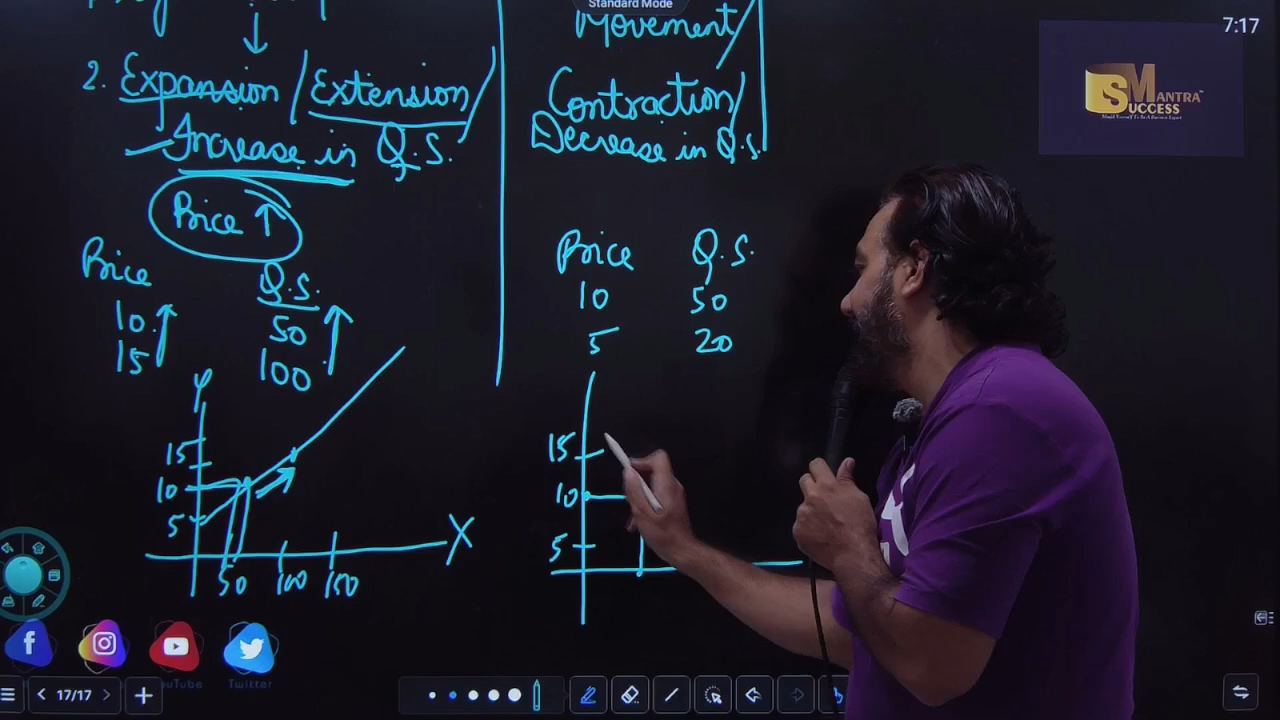 Standard Mode
7:17
2. Expansion / Extension /
Increase in Q.S.
Price ↑
Price Q.S.
10 50
15 100
Y
15
10
5
50 100 150
X
Movement /
Contraction /
Decrease in Q.S.
Price Q.S.
10 50
5 20
15
10
5
SUCCESS MANTRA
17/17
Twitter